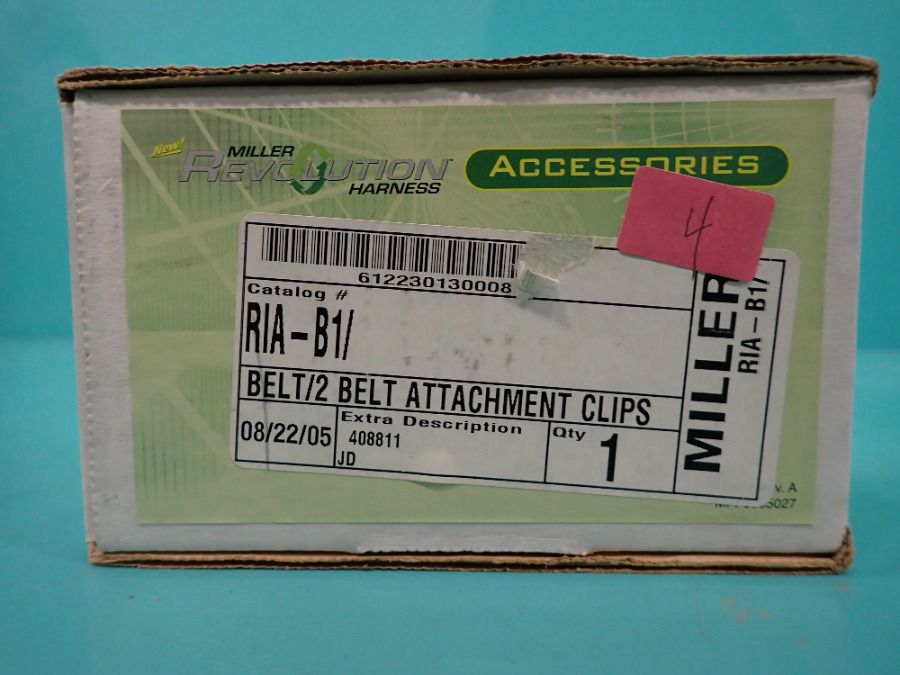 New!
MILLER
REVOLUTION
HARNESS
ACCESSORIES
4
612230130008
Catalog #
RIA-B1/
BELT/2 BELT ATTACHMENT CLIPS
08/22/05
Extra Description
408811
JD
Qty
1
MILLER
RIA-B1/
v. A
5027